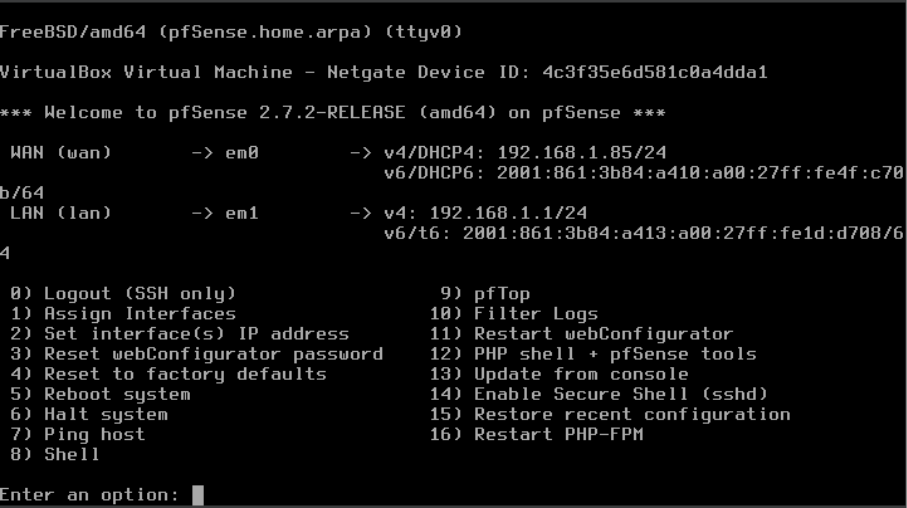 FreeBSD/amd64 (pfSense.home.arpa) (ttyv0)
VirtualBox Virtual Machine - Netgate Device ID: 4c3f35e6d581c0a4dda1
*** Welcome to pfSense 2.7.2-RELEASE (amd64) on pfSense ***
WAN (wan) -> em0 -> v4/DHCP4: 192.168.1.85/24
v6/DHCP6: 2001:861:3b84:a410:a00:27ff:fe4f:c70
b/64
LAN (lan) -> em1 -> v4: 192.168.1.1/24
v6/t6: 2001:861:3b84:a413:a00:27ff:fe1d:d708/6
4
0) Logout (SSH only) 9) pfTop
1) Assign Interfaces 10) Filter Logs
2) Set interface(s) IP address 11) Restart webConfigurator
3) Reset webConfigurator password 12) PHP shell + pfSense tools
4) Reset to factory defaults 13) Update from console
5) Reboot system 14) Enable Secure Shell (sshd)
6) Halt system 15) Restore recent configuration
7) Ping host 16) Restart PHP-FPM
8) Shell
Enter an option: